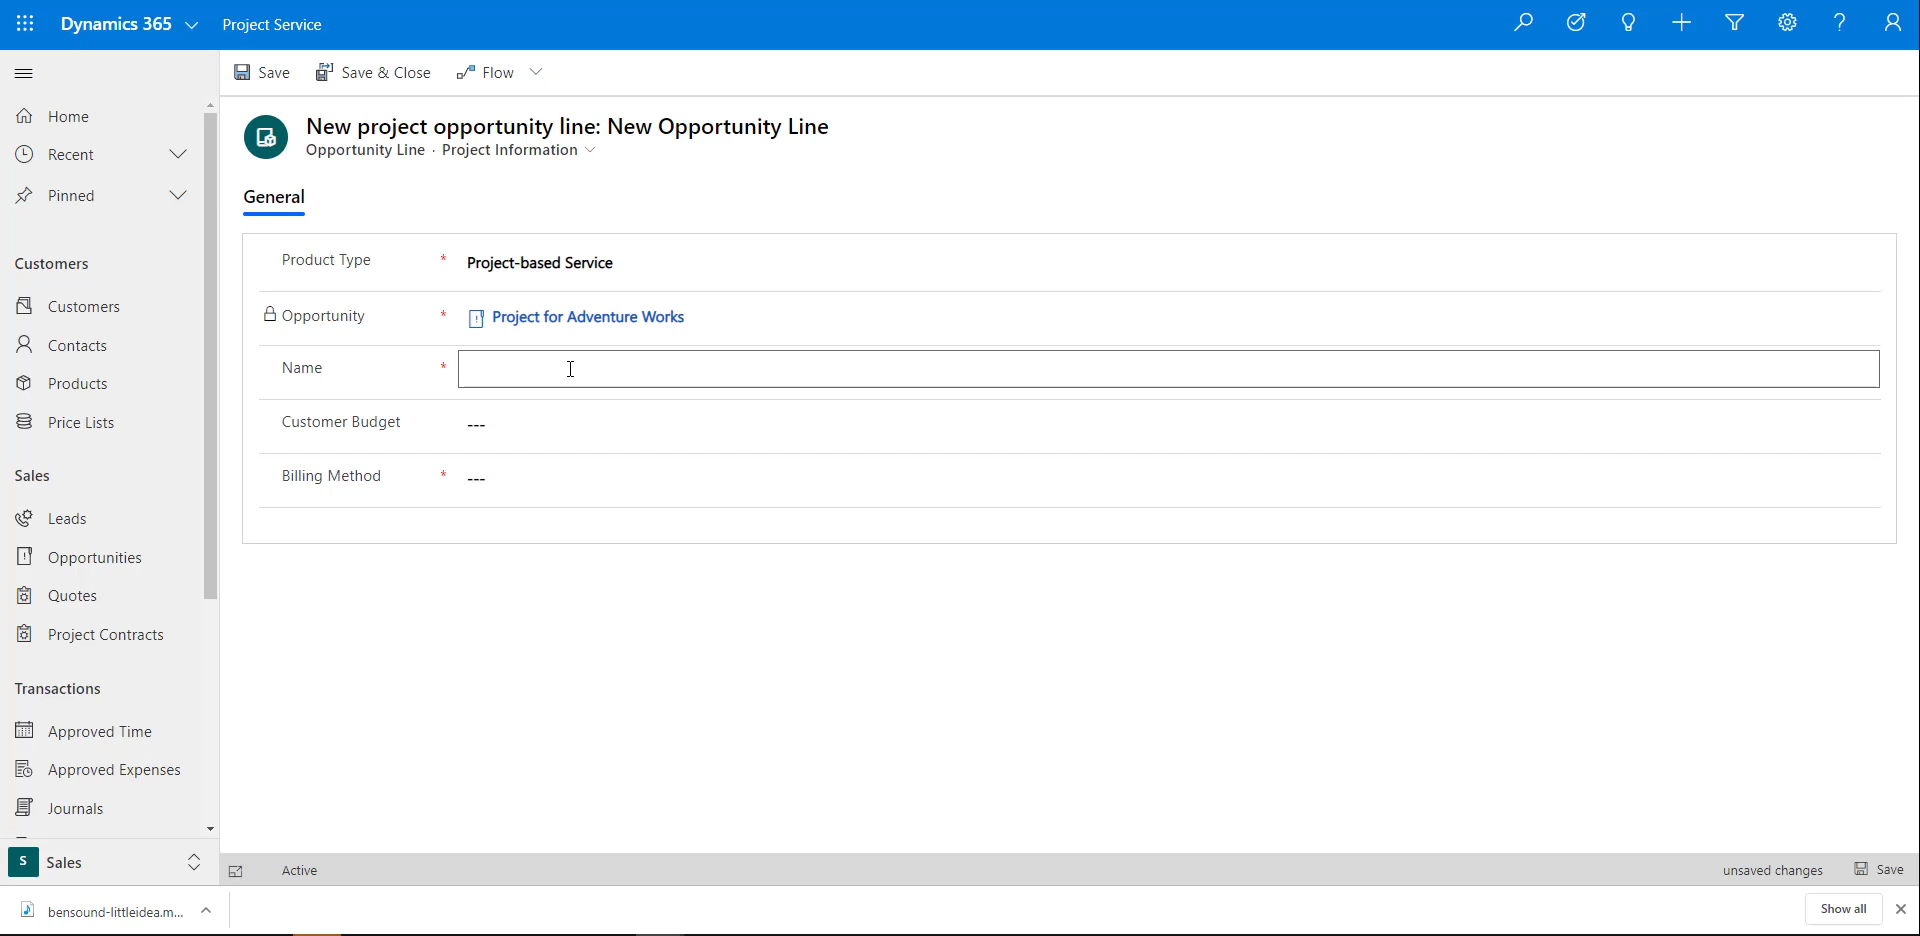 Dynamics 365
Project Service
Save
Save & Close
Flow
Home
Recent
Pinned
Customers
Customers
Contacts
Products
Price Lists
Sales
Leads
Opportunities
Quotes
Project Contracts
Transactions
Approved Time
Approved Expenses
Journals
S
Sales
New project opportunity line: New Opportunity Line
Opportunity Line · Project Information
General
Product Type * Project-based Service
Opportunity * Project for Adventure Works
Name *
Customer Budget ---
Billing Method * ---
Active
unsaved changes
Save
bensound-littleidea.m...
Show all